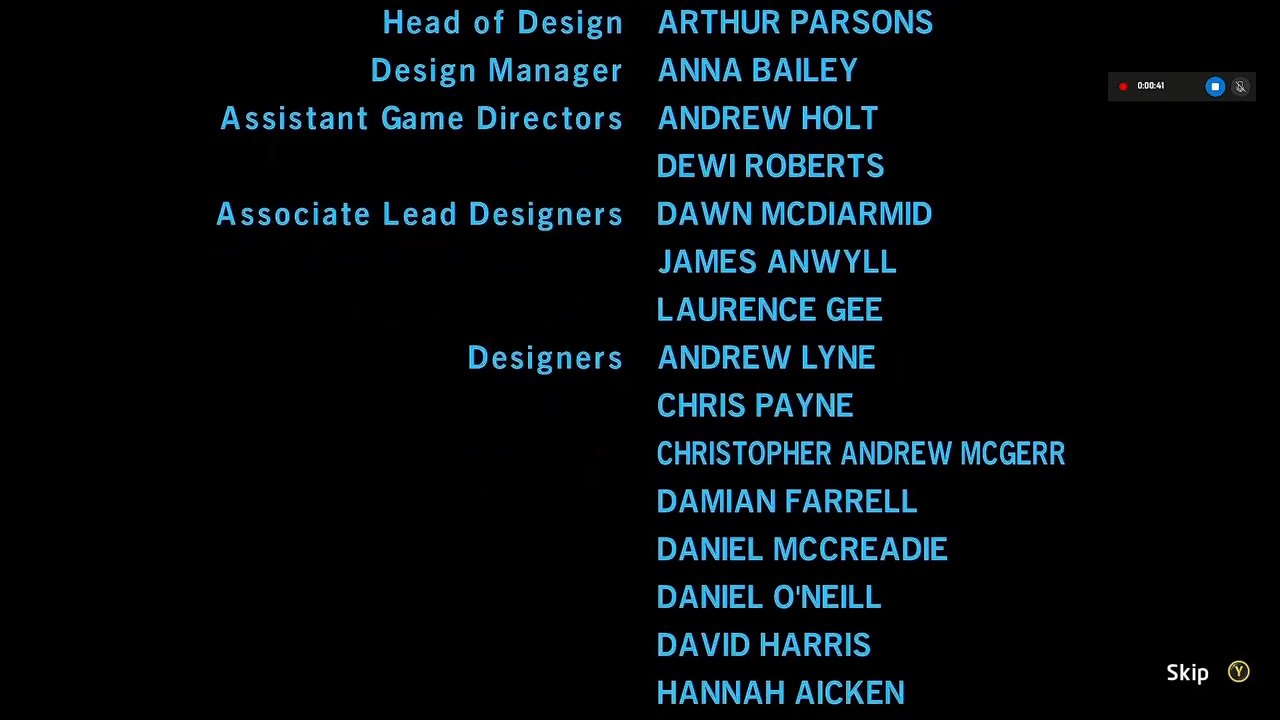 Head of Design ARTHUR PARSONS
Design Manager ANNA BAILEY
0:00:41
Assistant Game Directors ANDREW HOLT
DEWI ROBERTS
Associate Lead Designers DAWN MCDIARMID
JAMES ANWYLL
LAURENCE GEE
Designers ANDREW LYNE
CHRIS PAYNE
CHRISTOPHER ANDREW MCGERR
DAMIAN FARRELL
DANIEL MCCREADIE
DANIEL O'NEILL
DAVID HARRIS
Skip Y
HANNAH AICKEN